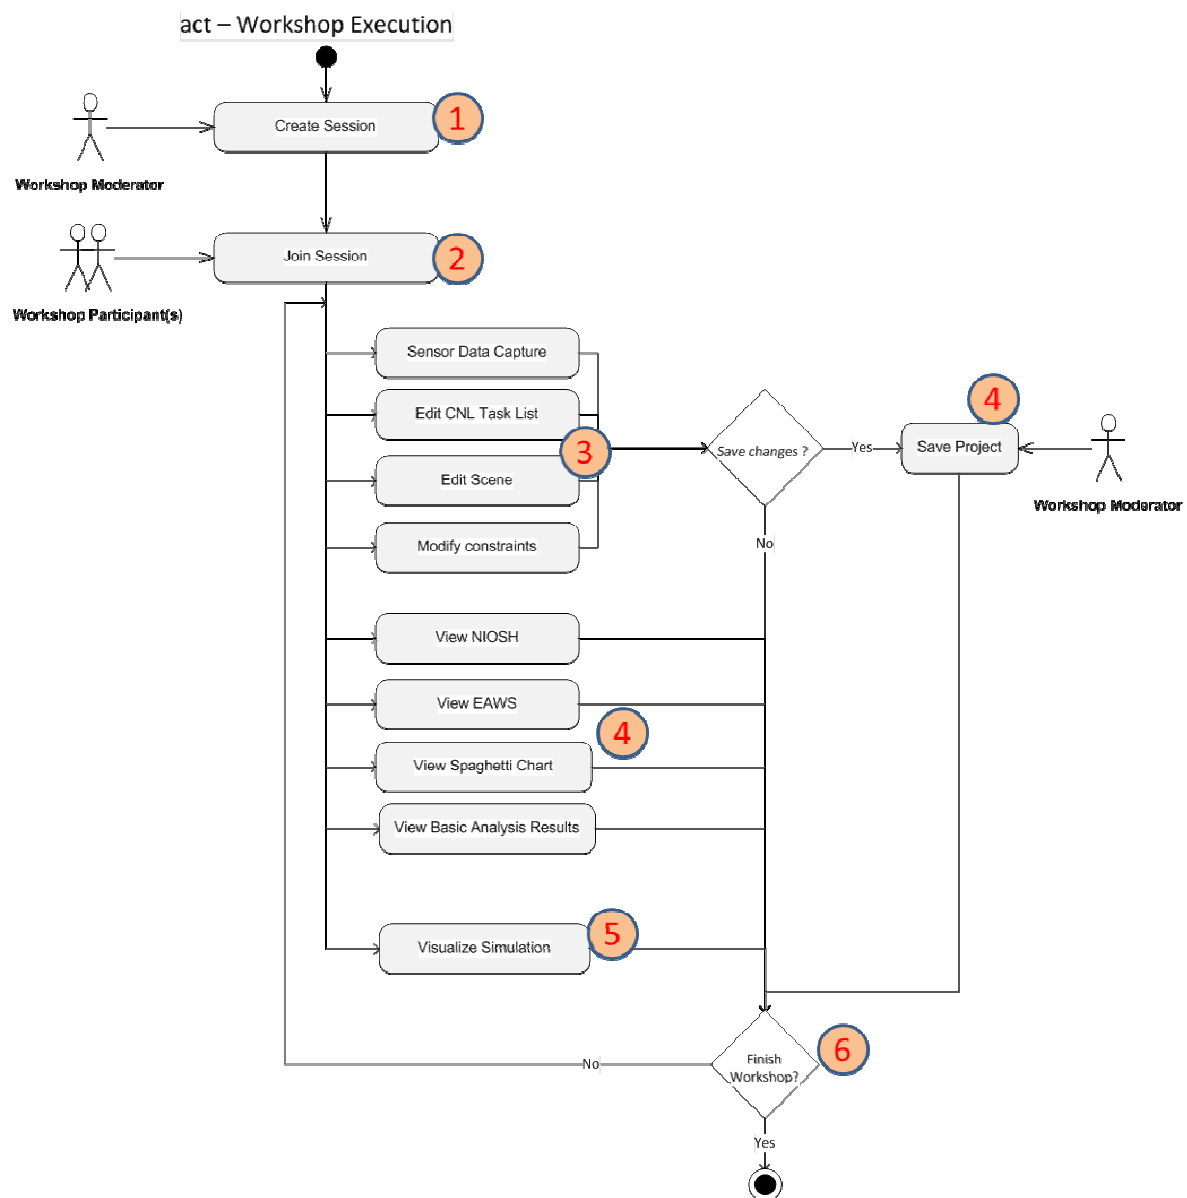 act – Workshop Execution
Create Session
1
Workshop Moderator
Join Session
2
Workshop Participant(s)
Sensor Data Capture
Edit CNL Task List
3
Edit Scene
Modify constraints
Save changes ?
Yes
4
Save Project
Workshop Moderator
No
View NIOSH
View EAWS
4
View Spaghetti Chart
View Basic Analysis Results
Visualize Simulation
5
Finish
Workshop?
6
No
Yes